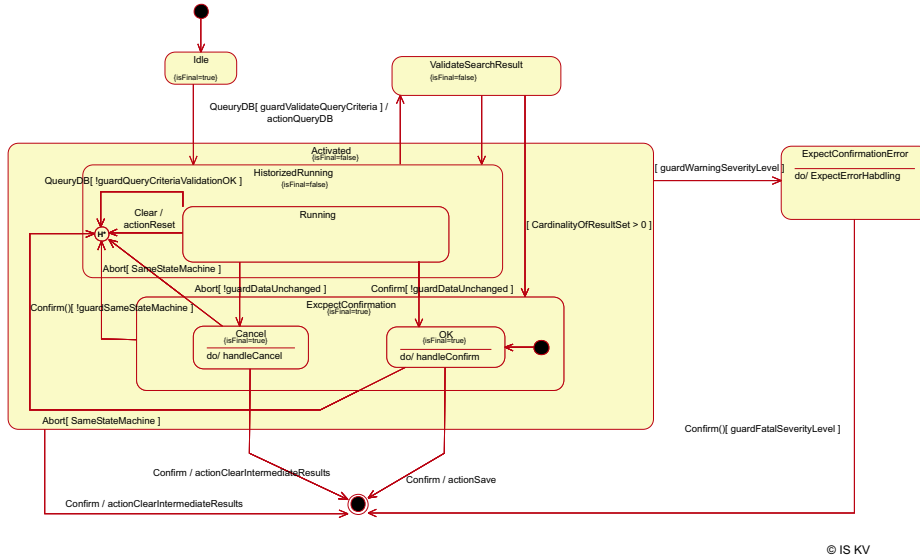 Idle
{isFinal=true}
ValidateSearchResult
{isFinal=false}
QueuryDB[ guardValidateQueryCriteria ] /
actionQueryDB
Activated
{isFinal=false}
HistorizedRunning
{isFinal=false}
ExpectConfirmationError
do/ ExpectErrorHabdling
[ guardWarningSeverityLevel ]
QueuryDB[ !guardQueryCriteriaValidationOK ]
Clear /
actionReset
Running
H*
[ CardinalityOfResultSet > 0 ]
Abort[ SameStateMachine ]
Abort[ !guardDataUnchanged ]
Confirm[ !guardDataUnchanged ]
Confirm()[ !guardSameStateMachine ]
ExcpectConfirmation
{isFinal=true}
Cancel
{isFinal=true}
do/ handleCancel
OK
{isFinal=true}
do/ handleConfirm
Abort[ SameStateMachine ]
Confirm()[ guardFatalSeverityLevel ]
Confirm / actionClearIntermediateResults
Confirm / actionSave
Confirm / actionClearIntermediateResults
© IS KV